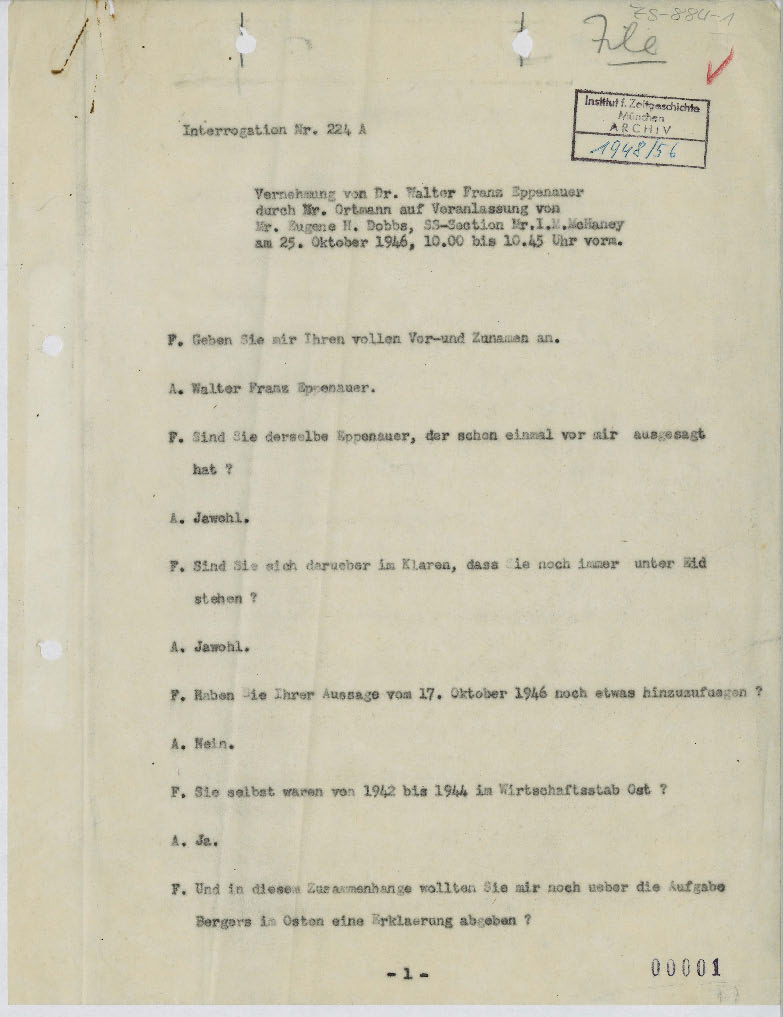 ZS-884-1
File
Institut f. Zeitgeschichte
München
ARCHIV
1948/56
Interrogation Nr. 224 A
Vernehmung von Dr. Walter Franz Eppenauer
durch Mr. Ortmann auf Veranlassung von
Mr. Eugene H. Dobbs, SS-Section Mr.I.M.McHaney
am 25. Oktober 1946, 10.00 bis 10.45 Uhr vorm.
F. Geben Sie mir Ihren vollen Vor-und Zunamen an.
A. Walter Franz Eppenauer.
F. Sind Sie derselbe Eppenauer, der schon einmal vor mir ausgesagt
hat ?
A. Jawohl.
F. Sind Sie sich darueber im Klaren, dass Sie noch immer unter Eid
stehen ?
A. Jawohl.
F. Haben Sie Ihrer Aussage vom 17. Oktober 1946 noch etwas hinzuzufuegen ?
A. Nein.
F. Sie selbst waren von 1942 bis 1944 im Wirtschaftsstab Ost ?
A. Ja.
F. Und in diesem Zusammenhange wollten Sie mir noch ueber die Aufgabe
Bergers im Osten eine Erklaerung abgeben ?
- 1 -
00001